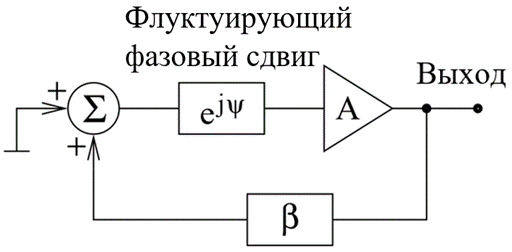 Флуктуирующий
фазовый сдвиг
Выход
+
Σ
e^jψ
A
+
β